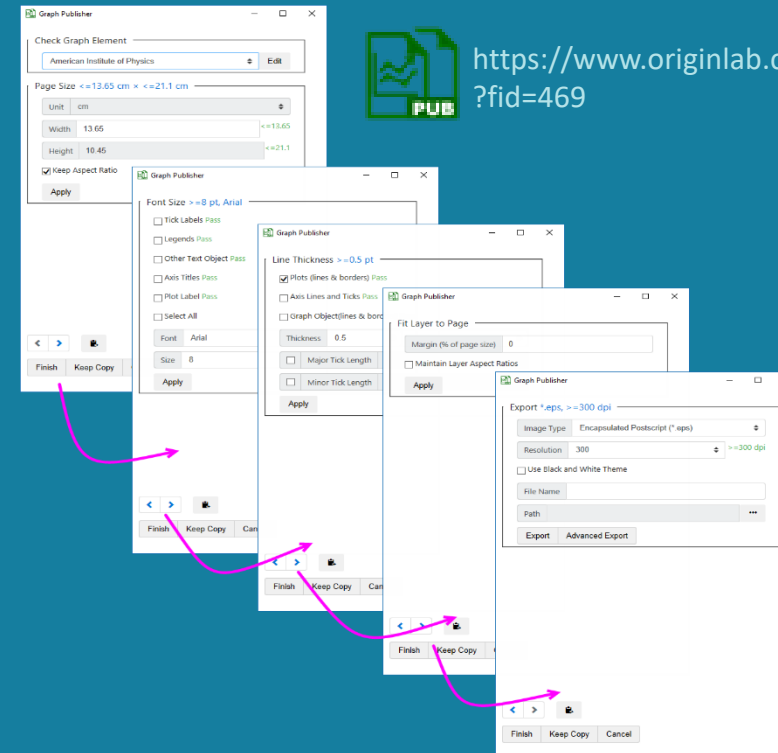 Graph Publisher
Check Graph Element
American Institute of Physics Edit
Page Size <=13.65 cm × <=21.1 cm
Unit cm
Width 13.65 <=13.65
Height 10.45 <=21.1
Keep Aspect Ratio
Apply
Finish Keep Copy
PUB
https://www.originlab.c
?fid=469
Graph Publisher
Font Size >=8 pt, Arial
Tick Labels Pass
Legends Pass
Other Text Object Pass
Axis Titles Pass
Plot Label Pass
Select All
Font Arial
Size 8
Apply
Finish Keep Copy Can
Graph Publisher
Line Thickness >=0.5 pt
Plots (lines & borders) Pass
Axis Lines and Ticks Pass
Graph Object(lines & bord
Thickness 0.5
Major Tick Length
Minor Tick Length
Apply
Finish Keep Copy Can
Graph Publisher
Fit Layer to Page
Margin (% of page size) 0
Maintain Layer Aspect Ratios
Apply
Finish Keep Copy
Graph Publisher
Export *.eps, >=300 dpi
Image Type Encapsulated Postscript (*.eps)
Resolution 300 >=300 dpi
Use Black and White Theme
File Name
Path •••
Export Advanced Export
Finish Keep Copy Cancel